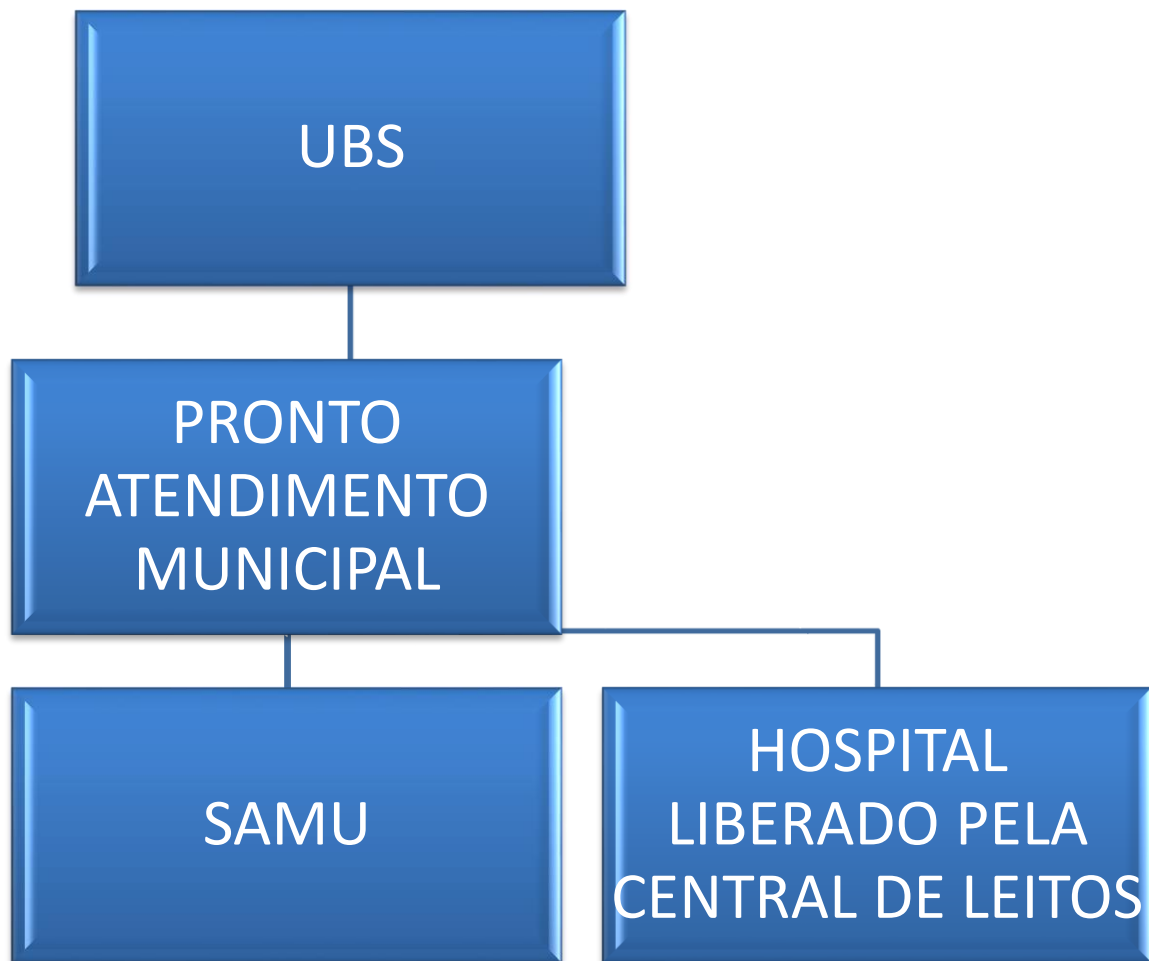 UBS
PRONTO
ATENDIMENTO
MUNICIPAL
SAMU
HOSPITAL
LIBERADO PELA
CENTRAL DE LEITOS